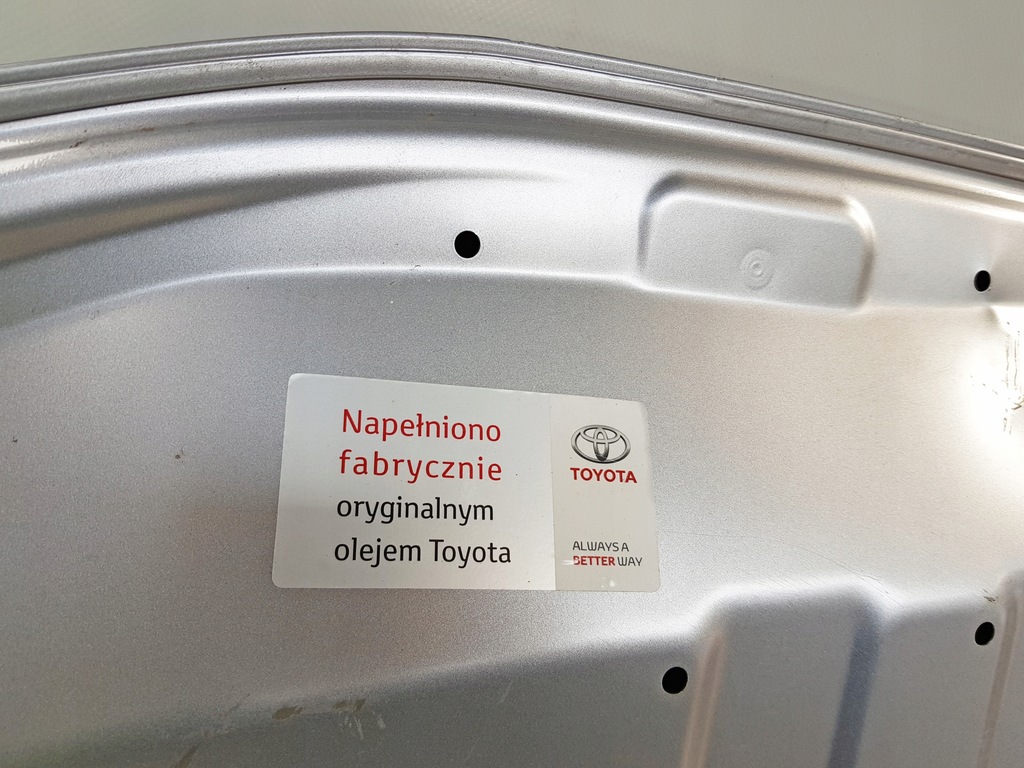 Napełniono
fabrycznie
oryginalnym
olejem Toyota
TOYOTA
ALWAYS A
BETTER WAY